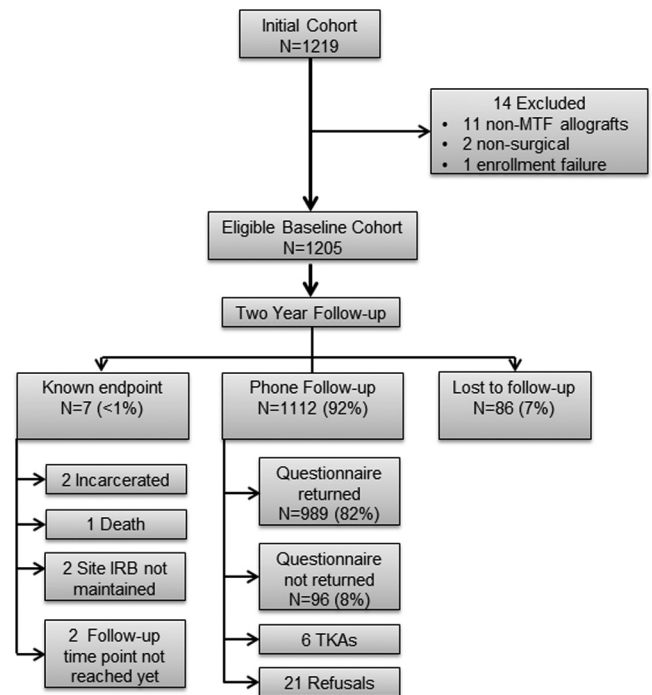 Initial Cohort
N=1219
14 Excluded
• 11 non-MTF allografts
• 2 non-surgical
• 1 enrollment failure
Eligible Baseline Cohort
N=1205
Two Year Follow-up
Known endpoint
N=7 (<1%)
Phone Follow-up
N=1112 (92%)
Lost to follow-up
N=86 (7%)
2 Incarcerated
1 Death
2 Site IRB not
maintained
2 Follow-up
time point not
reached yet
Questionnaire
returned
N=989 (82%)
Questionnaire
not returned
N=96 (8%)
6 TKAs
21 Refusals